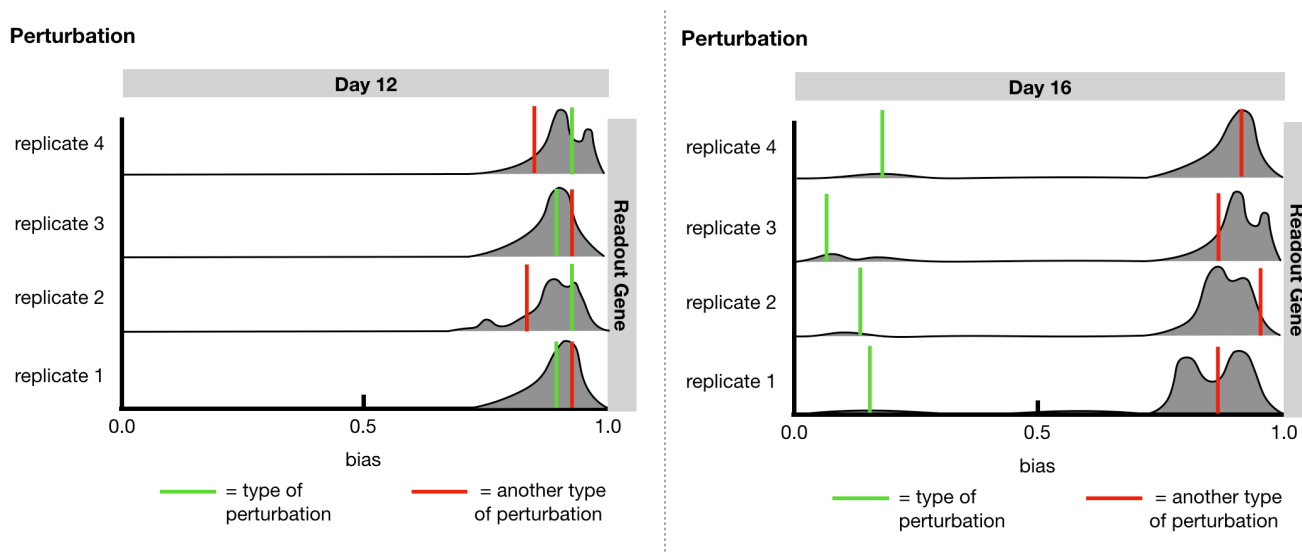 Perturbation
Day 12
replicate 4
replicate 3
replicate 2
replicate 1
Readout Gene
0.0
0.5
1.0
bias
= type of
perturbation
= another type
of perturbation
Perturbation
Day 16
replicate 4
replicate 3
replicate 2
replicate 1
Readout Gene
0.0
0.5
1.0
bias
= type of
perturbation
= another type
of perturbation